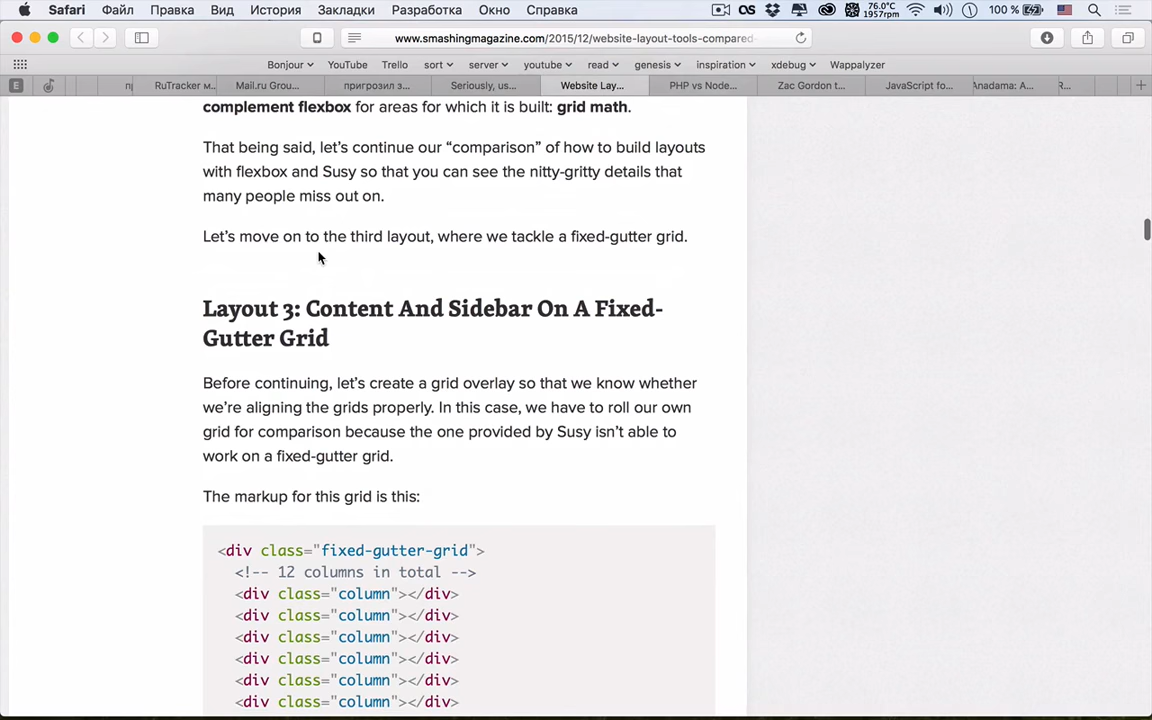 Safari Файл Правка Вид История Закладки Разработка Окно Справка 76.0°C 1957rpm 100 %
www.smashingmagazine.com/2015/12/website-layout-tools-compared-
Bonjour YouTube Trello sort server youtube read genesis inspiration xdebug Wappalyzer
E RuTracker м... Mail.ru Grou... пригрозил з... Seriously, us... Website Lay... PHP vs Node... Zac Gordon t... JavaScript fo... Anadama: A... R...
complement flexbox for areas for which it is built: grid math.
That being said, let’s continue our “comparison” of how to build layouts
with flexbox and Susy so that you can see the nitty-gritty details that
many people miss out on.
Let’s move on to the third layout, where we tackle a fixed-gutter grid.
Layout 3: Content And Sidebar On A Fixed-
Gutter Grid
Before continuing, let’s create a grid overlay so that we know whether
we’re aligning the grids properly. In this case, we have to roll our own
grid for comparison because the one provided by Susy isn’t able to
work on a fixed-gutter grid.
The markup for this grid is this:
<div class="fixed-gutter-grid">
<!-- 12 columns in total -->
<div class="column"></div>
<div class="column"></div>
<div class="column"></div>
<div class="column"></div>
<div class="column"></div>
<div class="column"></div>